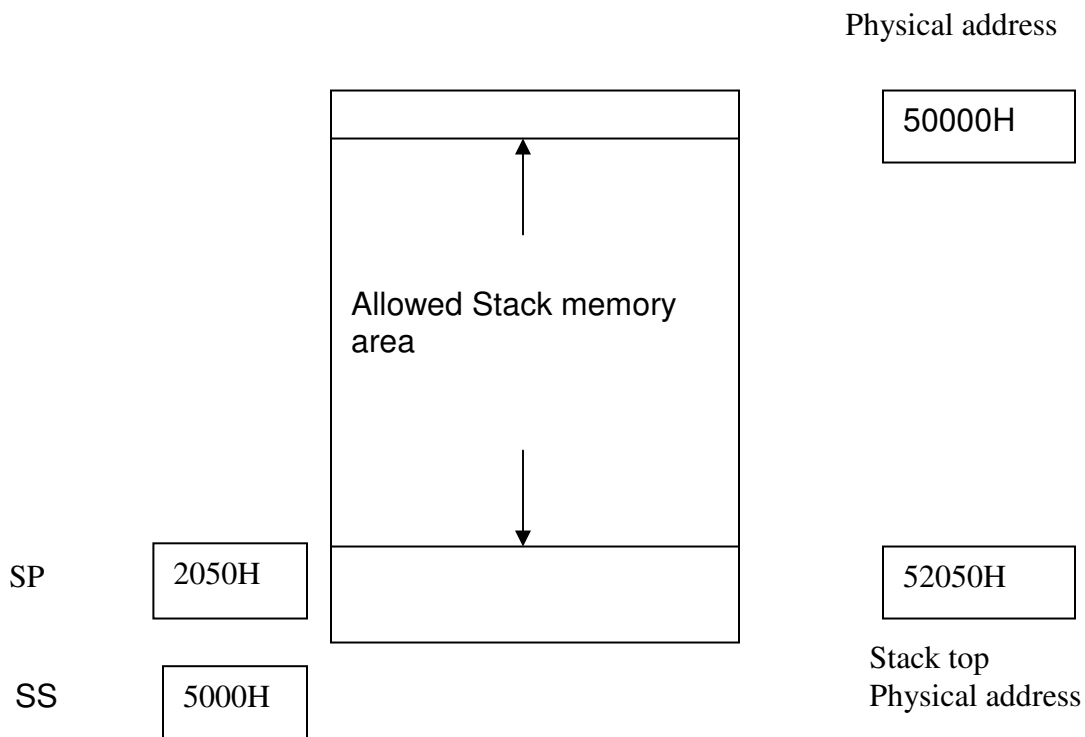 Physical address
50000H
Allowed Stack memory
area
SP
2050H
52050H
SS
5000H
Stack top
Physical address